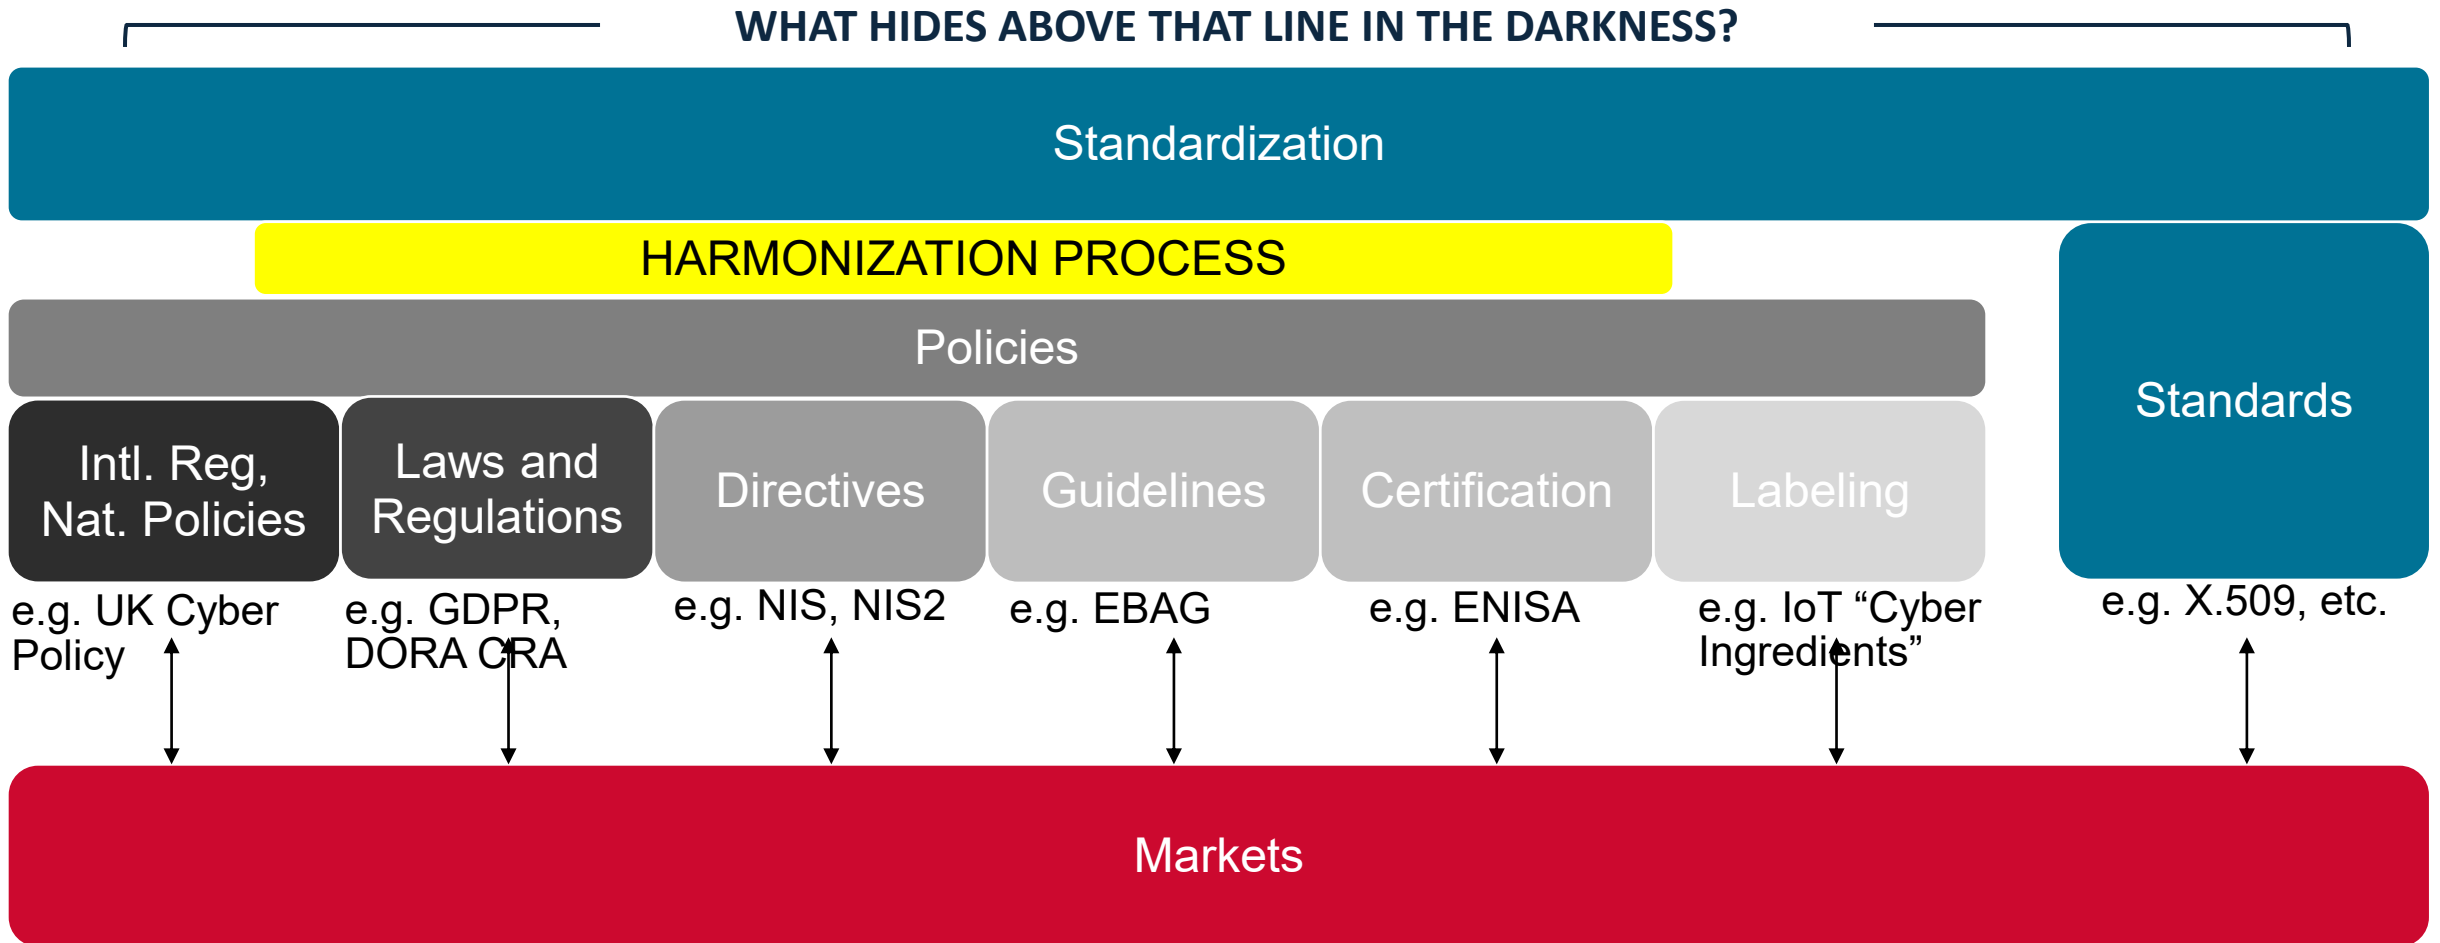 WHAT HIDES ABOVE THAT LINE IN THE DARKNESS?
Standardization
HARMONIZATION PROCESS
Policies
Standards
Intl. Reg,
Nat. Policies
Laws and
Regulations
Directives
Guidelines
Certification
Labeling
e.g. UK Cyber
Policy
e.g. GDPR,
DORA CRA
e.g. NIS, NIS2
e.g. EBAG
e.g. ENISA
e.g. IoT “Cyber
Ingredients”
e.g. X.509, etc.
Markets